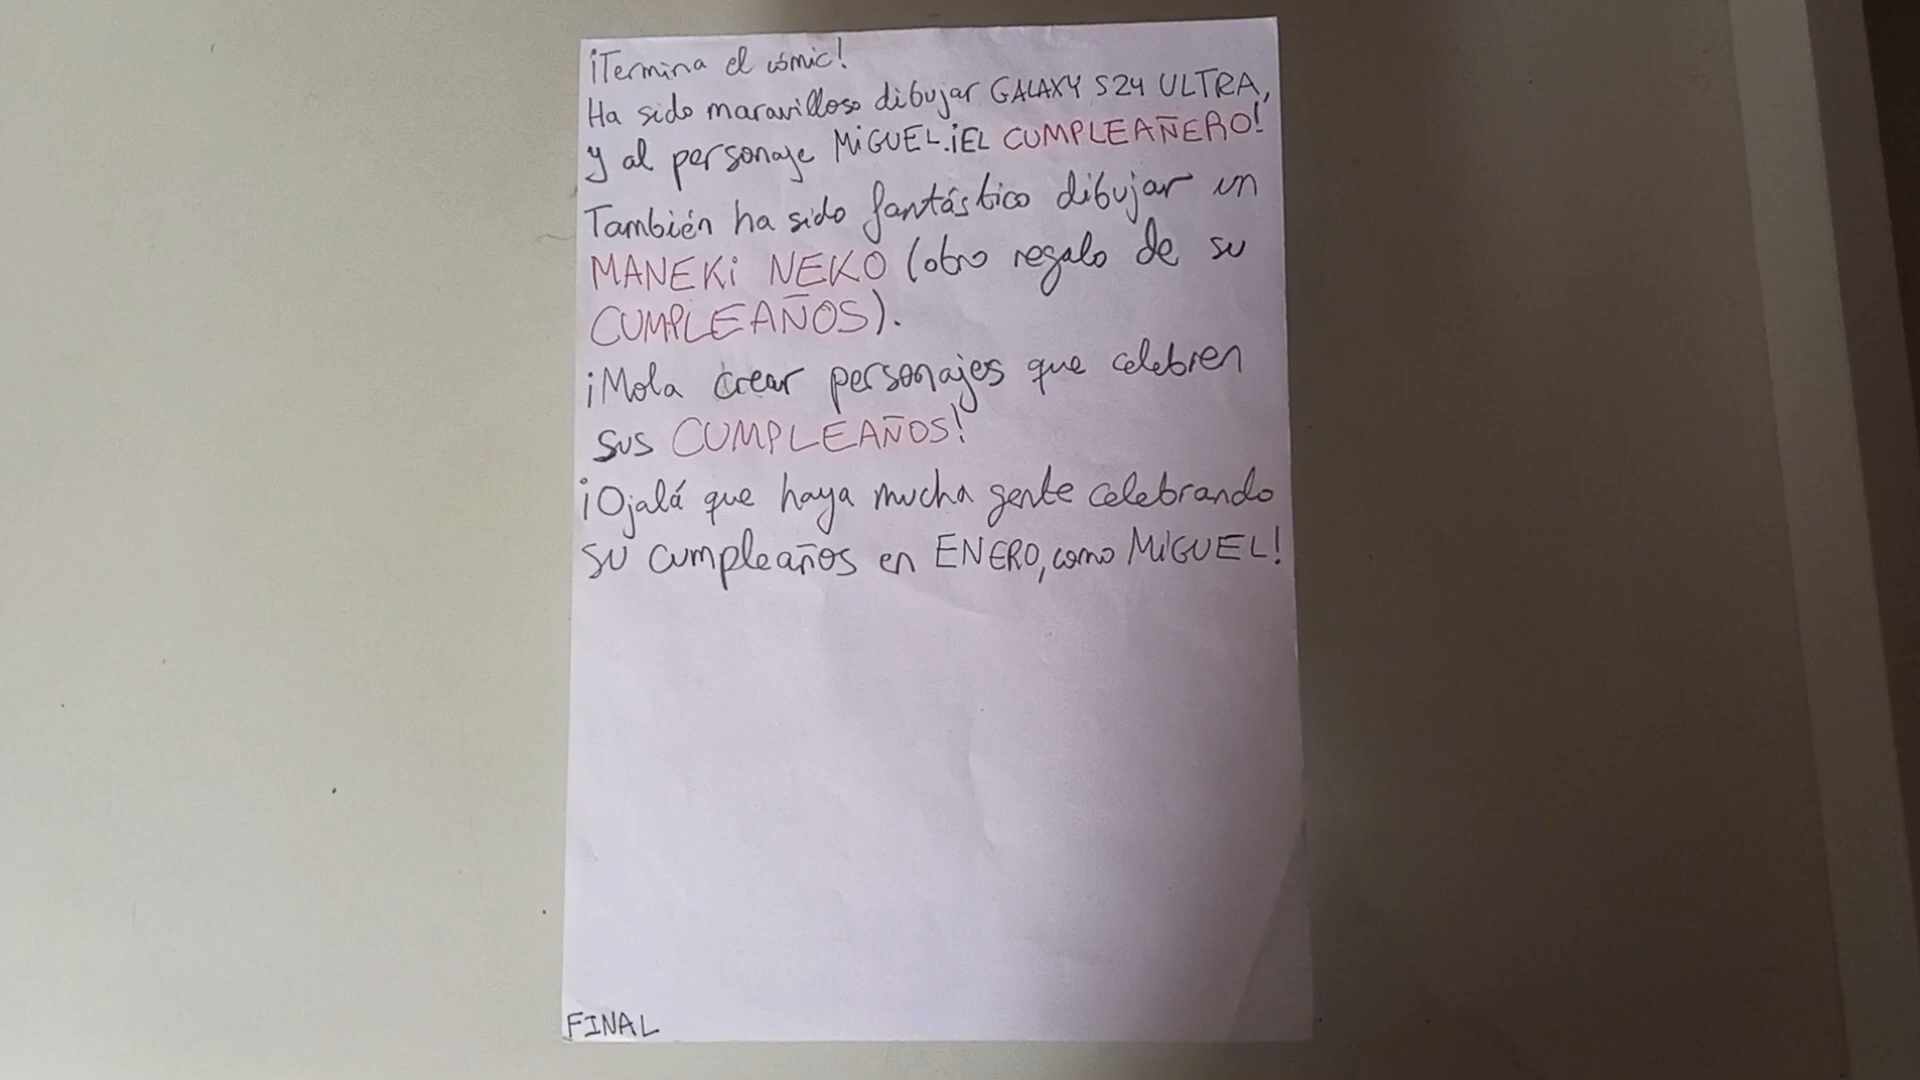 ¡Termina el cómic!
Ha sido maravilloso dibujar GALAXY S24 ULTRA,
y al personaje MiGUEL.¡EL CUMPLEAÑERO!
También ha sido fantástico dibujar un
MANEKi NEKO (otro regalo de su
CUMPLEAÑOS).
¡Mola crear personajes que celebren
sus CUMPLEAÑOS!
¡Ojalá que haya mucha gente celebrando
su cumpleaños en ENERO, como MiGUEL!
FINAL